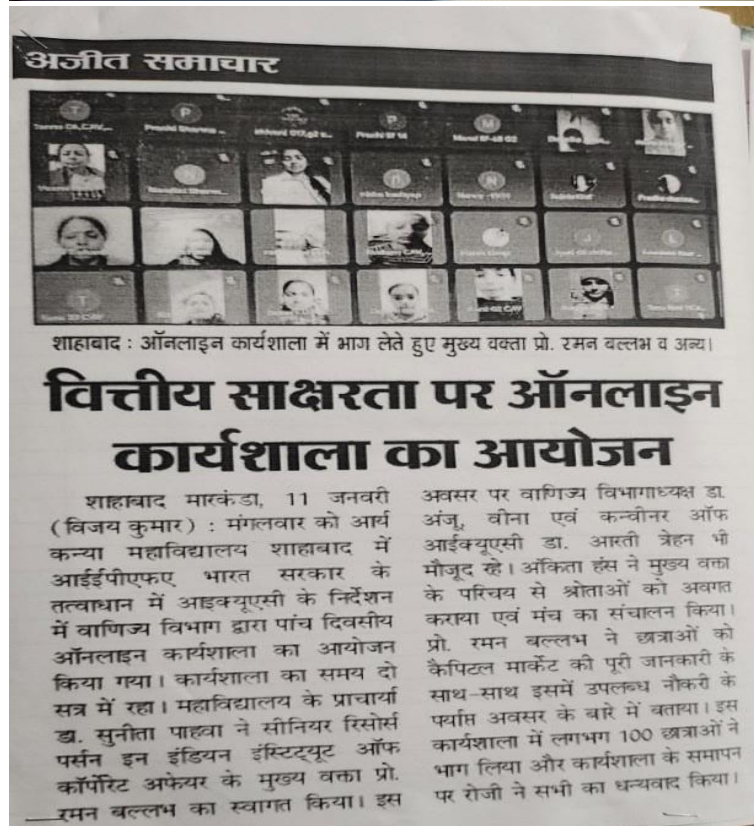 अजीत समाचार
शाहाबाद : ऑनलाइन कार्यशाला में भाग लेते हुए मुख्य वक्ता प्रो. रमन बल्लभ व अन्य।
वित्तीय साक्षरता पर ऑनलाइन
कार्यशाला का आयोजन
शाहाबाद मारकंडा, 11 जनवरी
(विजय कुमार) : मंगलवार को आर्य
कन्या महाविद्यालय शाहाबाद में
आईईपीएफए भारत सरकार के
तत्वाधान में आइक्यूएसी के निर्देशन
में वाणिज्य विभाग द्वारा पांच दिवसीय
ऑनलाइन कार्यशाला का आयोजन
किया गया। कार्यशाला का समय दो
सत्र में रहा। महाविद्यालय के प्राचार्या
डा. सुनीता पाहवा ने सीनियर रिसोर्स
पर्सन इन इंडियन इंस्टिट्यूट ऑफ
कॉर्पोरेट अफेयर के मुख्य वक्ता प्रो.
रमन बल्लभ का स्वागत किया। इस
अवसर पर वाणिज्य विभागाध्यक्ष डा.
अंजू, वीना एवं कन्वीनर ऑफ
आईक्यूएसी डा. आरती त्रेहन भी
मौजूद रहे। अंकिता हंस ने मुख्य वक्ता
के परिचय से श्रोताओं को अवगत
कराया एवं मंच का संचालन किया।
प्रो. रमन बल्लभ ने छात्राओं को
कैपिटल मार्केट की पूरी जानकारी के
साथ-साथ इसमें उपलब्ध नौकरी के
पर्याप्त अवसर के बारे में बताया। इस
कार्यशाला में लगभग 100 छात्राओं ने
भाग लिया और कार्यशाला के समापन
पर रोजी ने सभी का धन्यवाद किया।